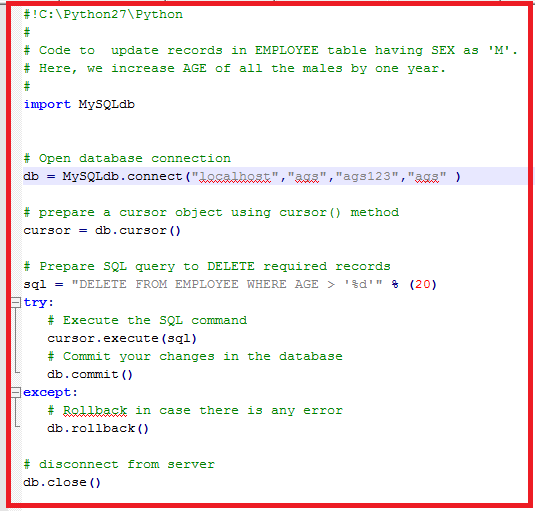 #!C:\Python27\Python
#
# Code to  update records in EMPLOYEE table having SEX as 'M'.
# Here, we increase AGE of all the males by one year.
#
import MySQLdb
# Open database connection
db = MySQLdb.connect("localhost","ags","ags123","ags" )
# prepare a cursor object using cursor() method
cursor = db.cursor()
# Prepare SQL query to DELETE required records
sql = "DELETE FROM EMPLOYEE WHERE AGE > '%d'" % (20)
try:
   # Execute the SQL command
   cursor.execute(sql)
   # Commit your changes in the database
   db.commit()
except:
   # Rollback in case there is any error
   db.rollback()
# disconnect from server
db.close()